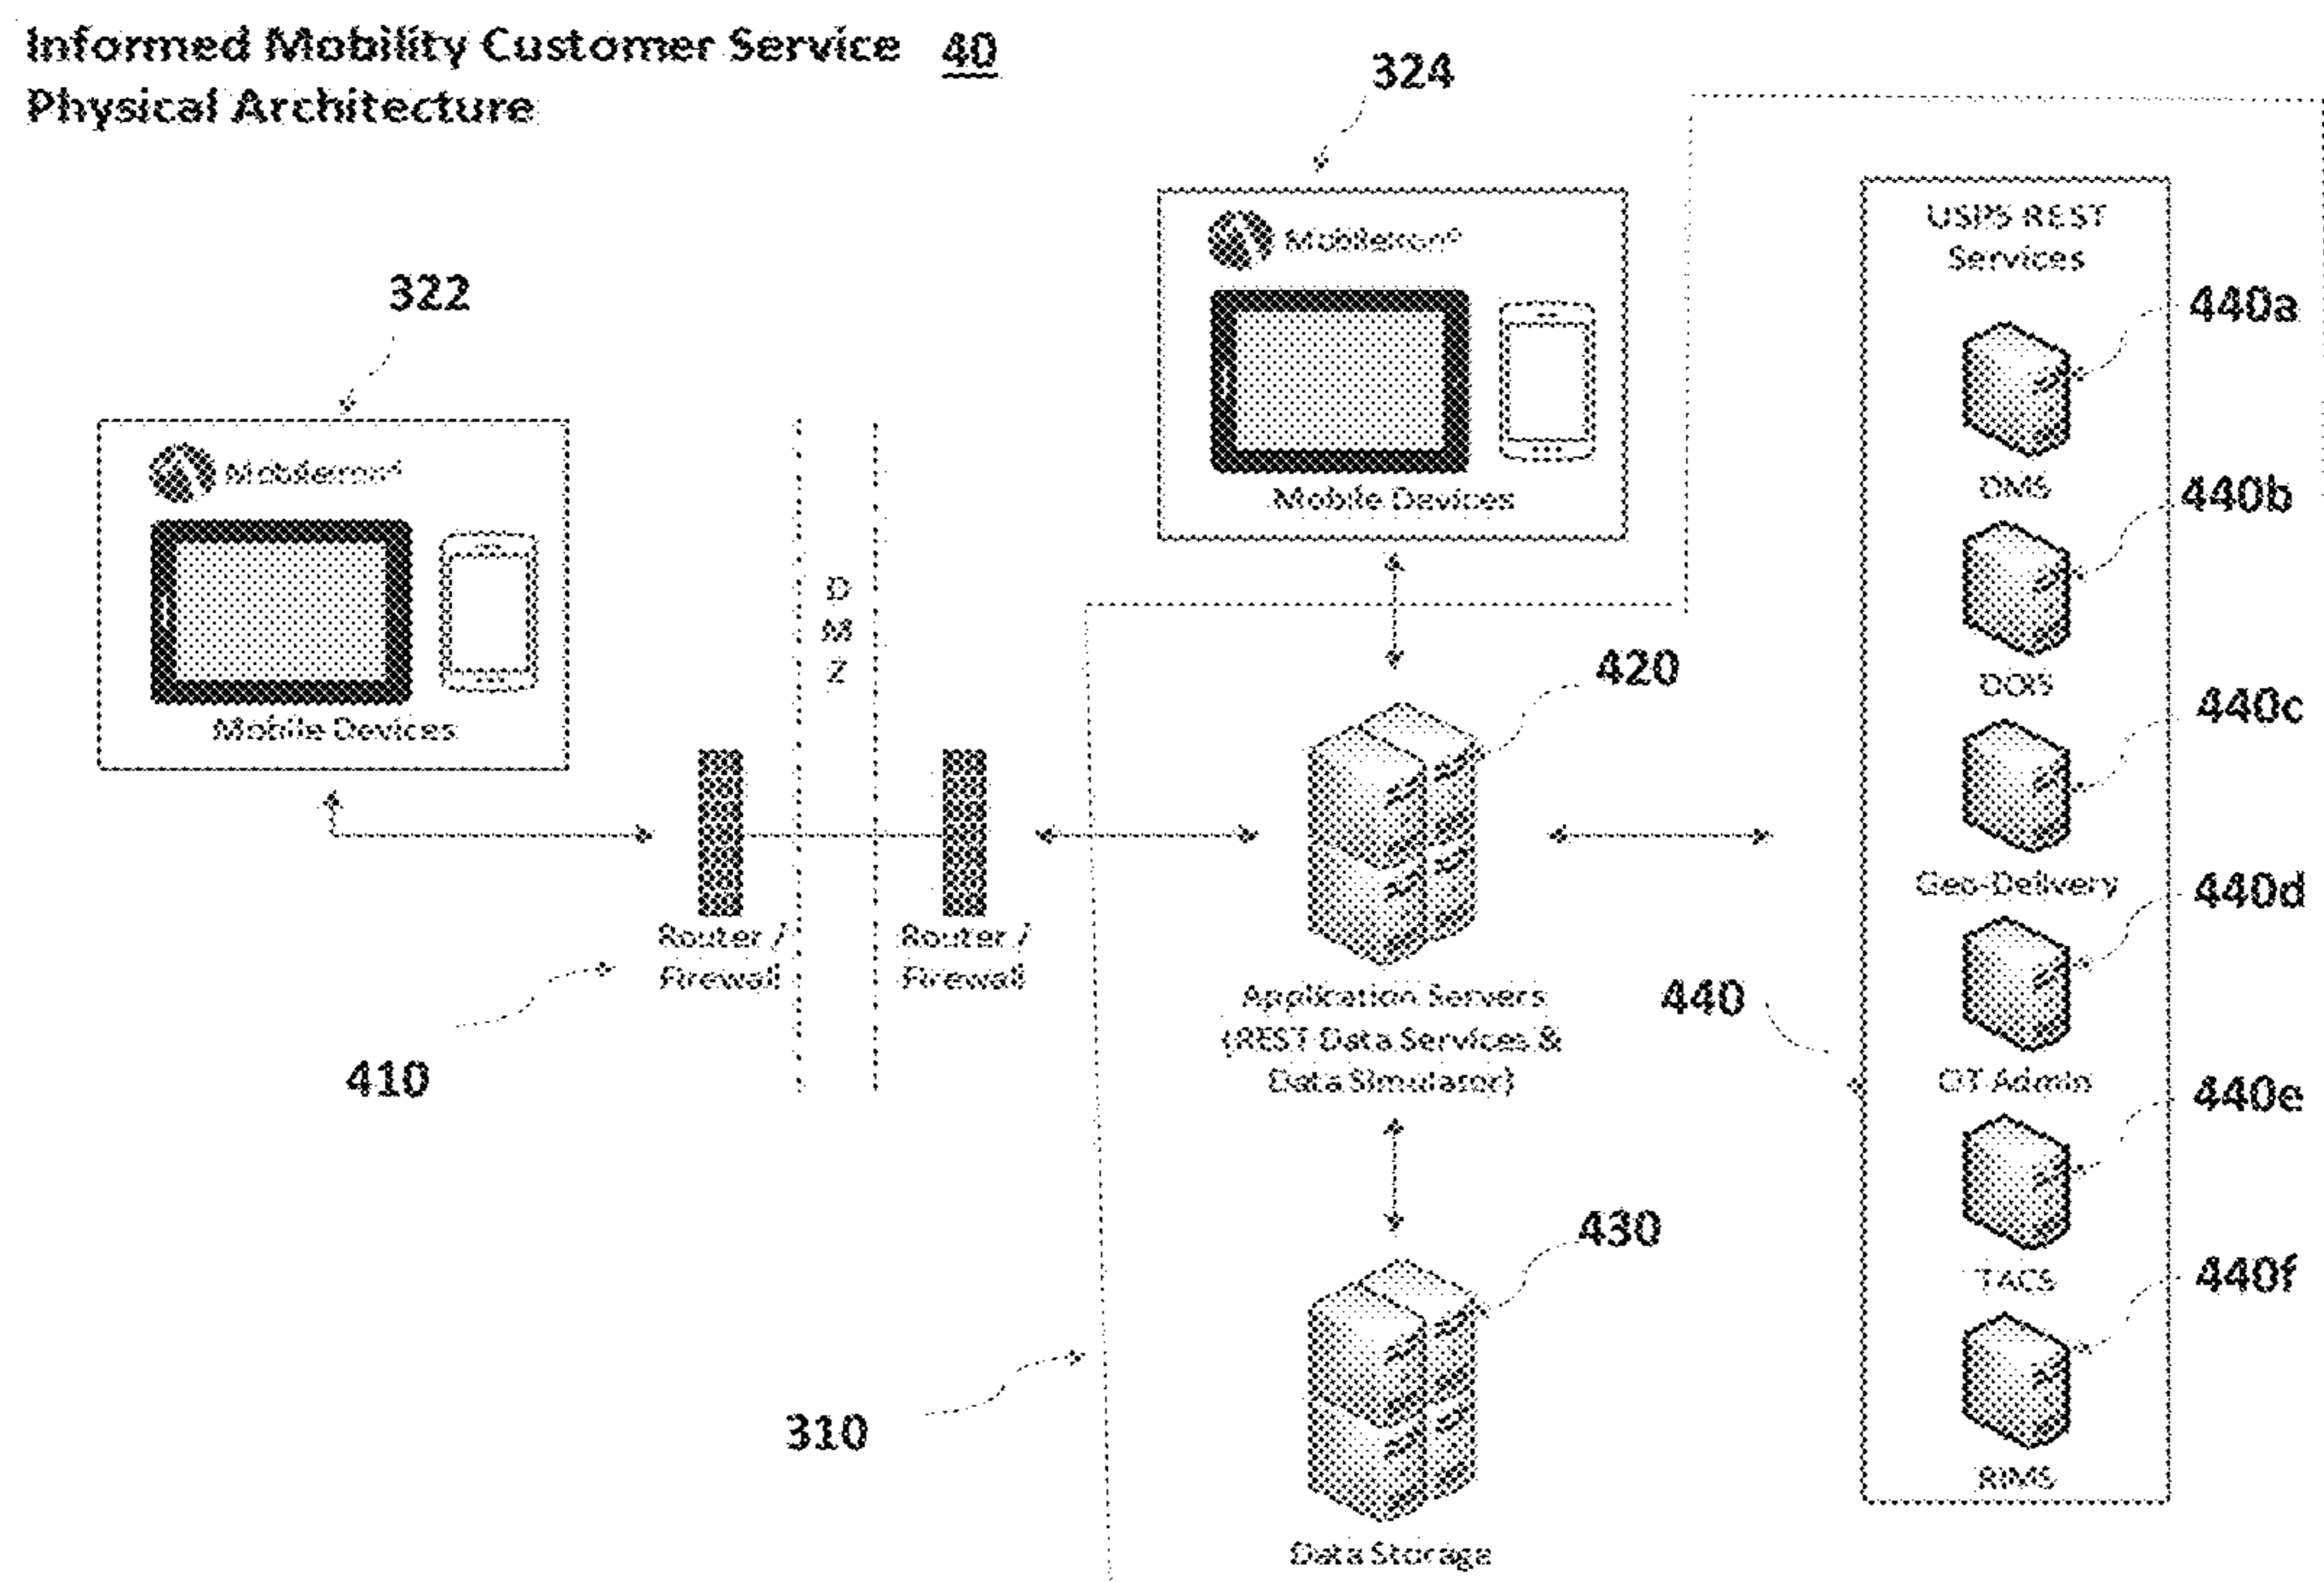 Informed Mobility Customer Service 40
Physical Architecture
324
MobileIron®
Mobile Devices
322
MobileIron®
Mobile Devices
D
M
Z
Router /
Firewall
Router /
Firewall
410
420
Application Servers
(REST Data Services &
Data Simulator)
430
Data Storage
310
440
USPS REST
Services
440a
DMS
440b
DOIS
440c
Geo-Delivery
440d
440e
TACS
440f
RIMS